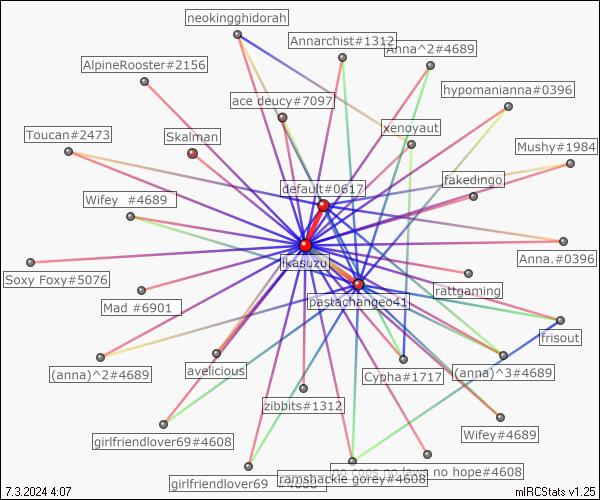 neokingghidorah
Annarchist#1312
Anna^2#4689
AlpineRooster#2156
hypomanianna#0396
ace deucy#7097
Toucan#2473
Skalman
xenoyaut
Mushy#1984
default#0617
fakedingo
Wifey #4689
Anna.#0396
ikasuzu
Soxy Foxy#5076
rattgaming
Mad #6901
pastachangeo41
frisout
(anna)^2#4689
avelicious
Cypha#1717
(anna)^3#4689
zibbits#1312
girlfriendlover69#4608
Wifey#4689
no cops no laws no hope#4608
girlfriendlover69 #4608
ramshackle gorey#4608
7.3.2024 4:07
mIRCStats v1.25